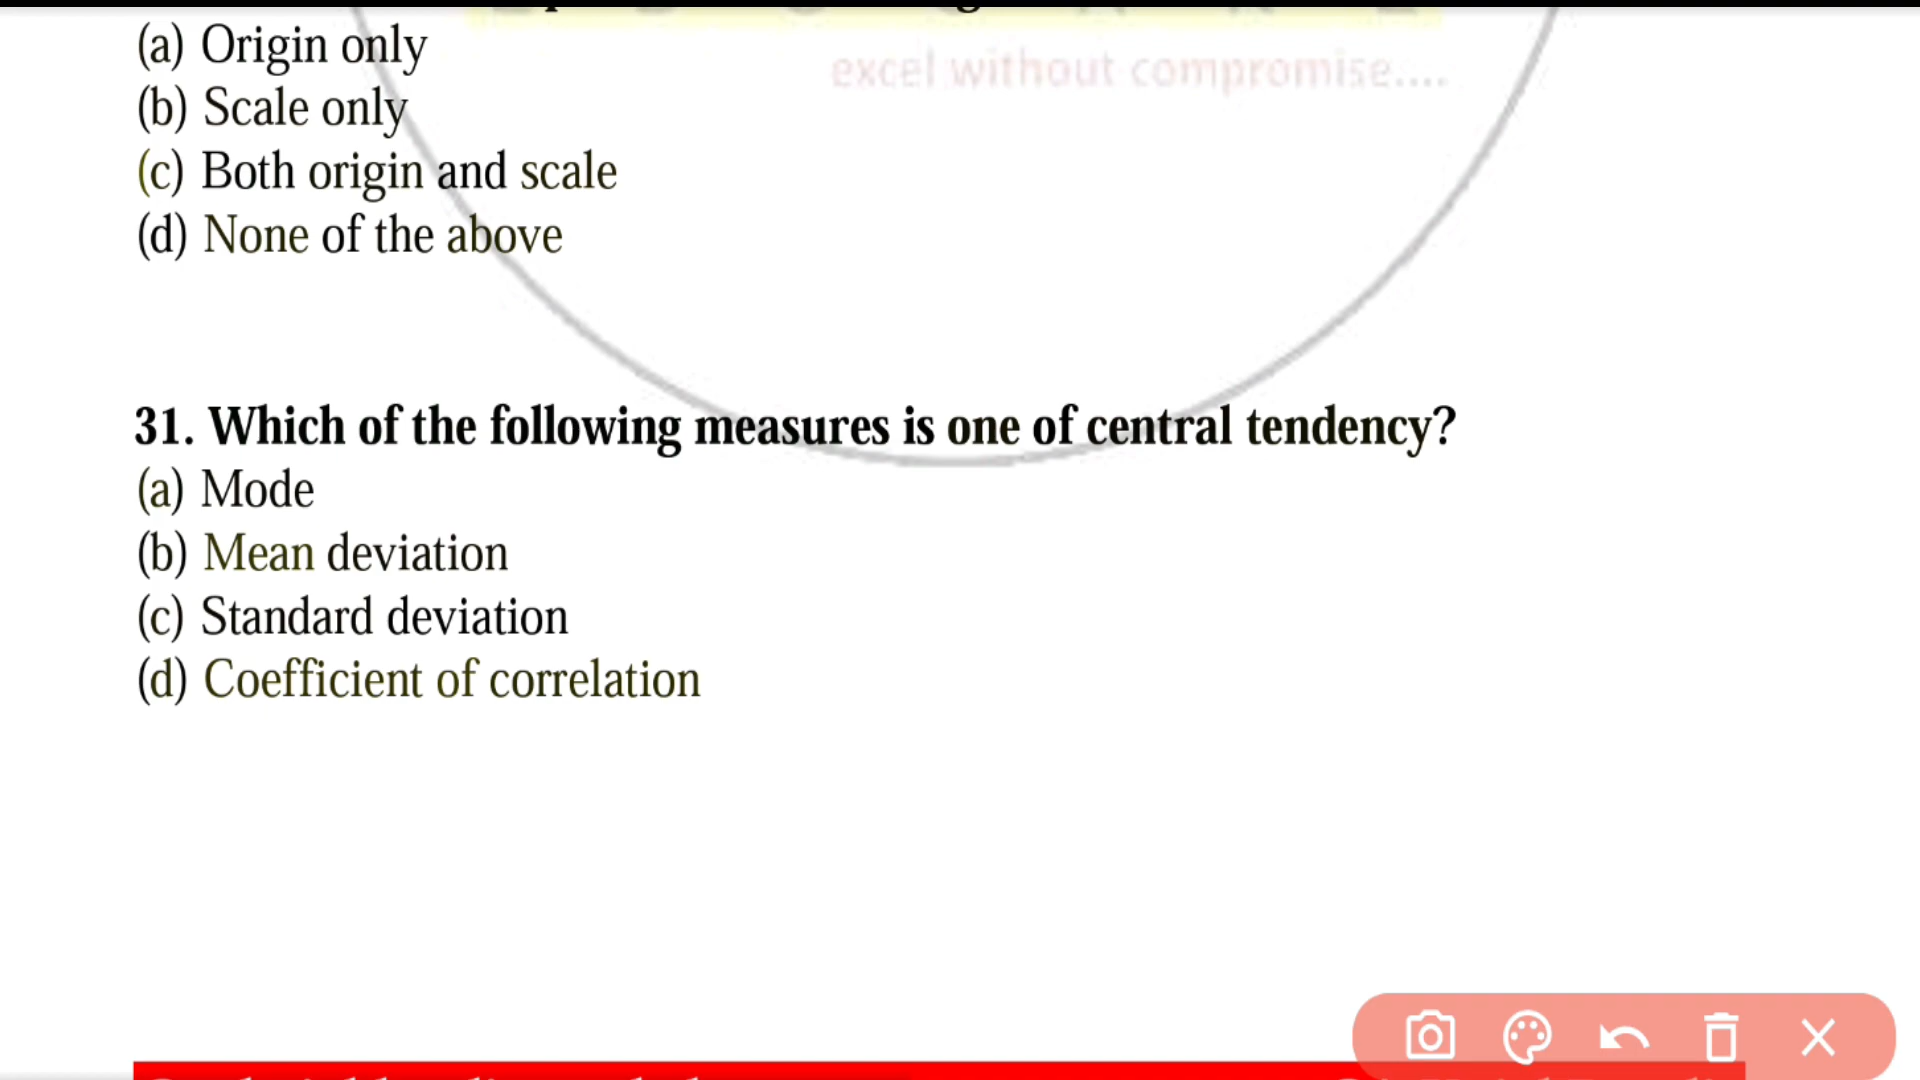 excel without compromise....
(a) Origin only
(b) Scale only
(c) Both origin and scale
(d) None of the above
31. Which of the following measures is one of central tendency?
(a) Mode
(b) Mean deviation
(c) Standard deviation
(d) Coefficient of correlation